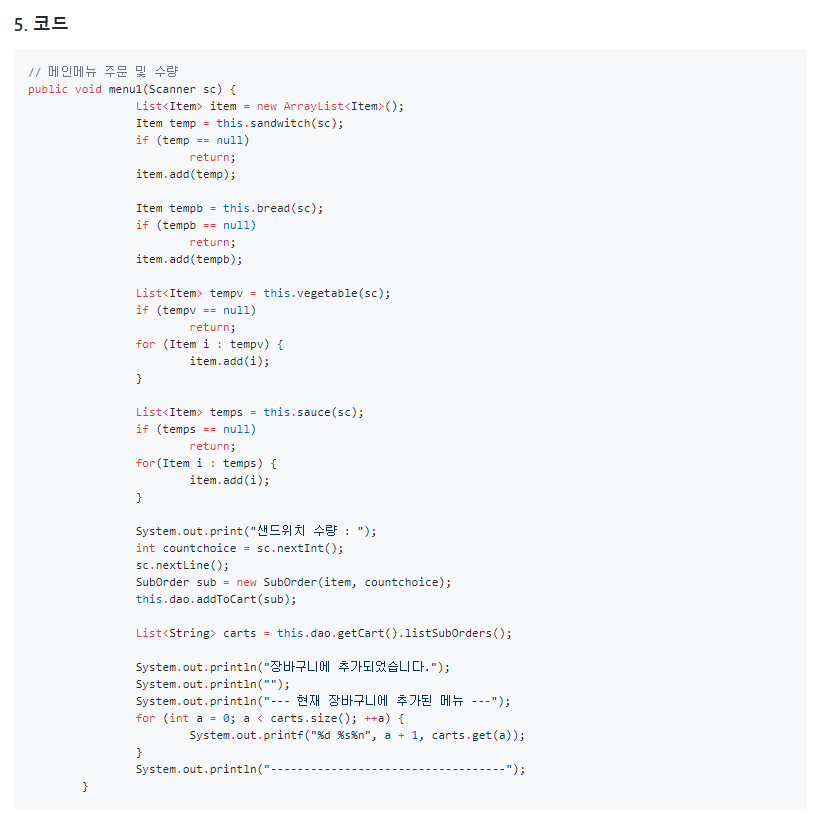 5. 코드
// 메인메뉴 주문 및 수량
public void menu1(Scanner sc) {
List<Item> item = new ArrayList<Item>();
Item temp = this.sandwitch(sc);
if (temp == null)
return;
item.add(temp);
Item tempb = this.bread(sc);
if (tempb == null)
return;
item.add(tempb);
List<Item> tempv = this.vegetable(sc);
if (tempv == null)
return;
for (Item i : tempv) {
item.add(i);
}
List<Item> temps = this.sauce(sc);
if (temps == null)
return;
for(Item i : temps) {
item.add(i);
}
System.out.print("샌드위치 수량 : ");
int countchoice = sc.nextInt();
sc.nextLine();
SubOrder sub = new SubOrder(item, countchoice);
this.dao.addToCart(sub);
List<String> carts = this.dao.getCart().listSubOrders();
System.out.println("장바구니에 추가되었습니다.");
System.out.println("");
System.out.println("--- 현재 장바구니에 추가된 메뉴 ---");
for (int a = 0; a < carts.size(); ++a) {
System.out.printf("%d %s%n", a + 1, carts.get(a));
}
System.out.println("-----------------------------------");
}